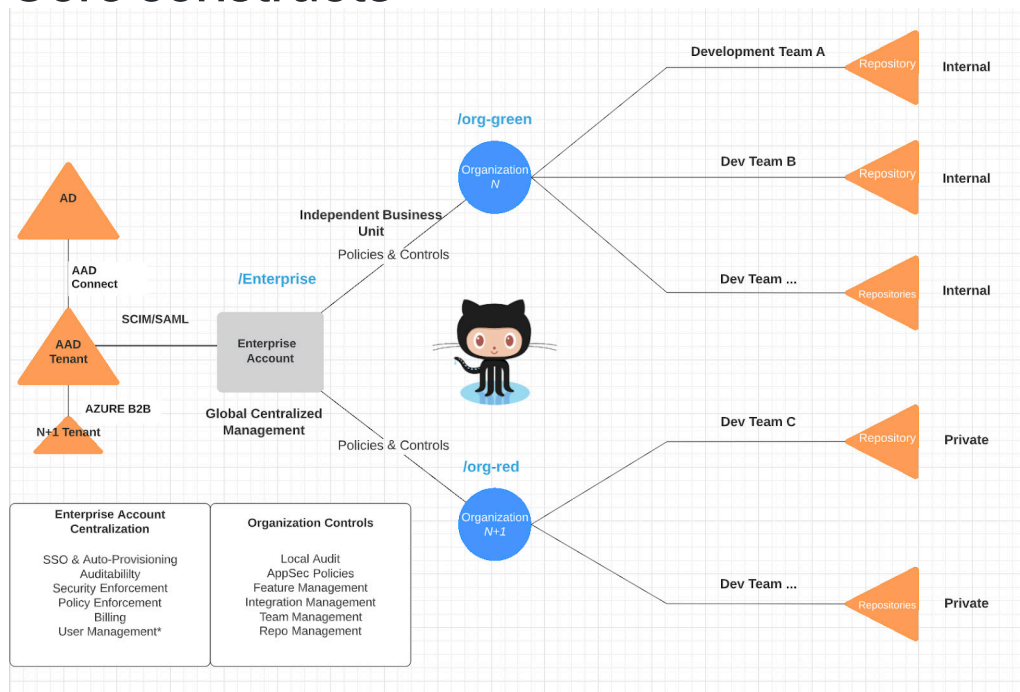 Core constructs
Development Team A
Repository
Internal
/org-green
Organization
N
Dev Team B
Repository
Internal
AD
Independent Business
Unit
Policies & Controls
AAD
Connect
/Enterprise
Dev Team ...
Repositories
Internal
SCIM/SAML
AAD
Tenant
Enterprise
Account
AZURE B2B
N+1 Tenant
Global Centralized
Management
Policies & Controls
Dev Team C
Repository
Private
/org-red
Organization
N+1
Dev Team ...
Repositories
Private
Enterprise Account
Centralization
SSO & Auto-Provisioning
Auditabililty
Security Enforcement
Policy Enforcement
Billing
User Management*
Organization Controls
Local Audit
AppSec Policies
Feature Management
Integration Management
Team Management
Repo Management